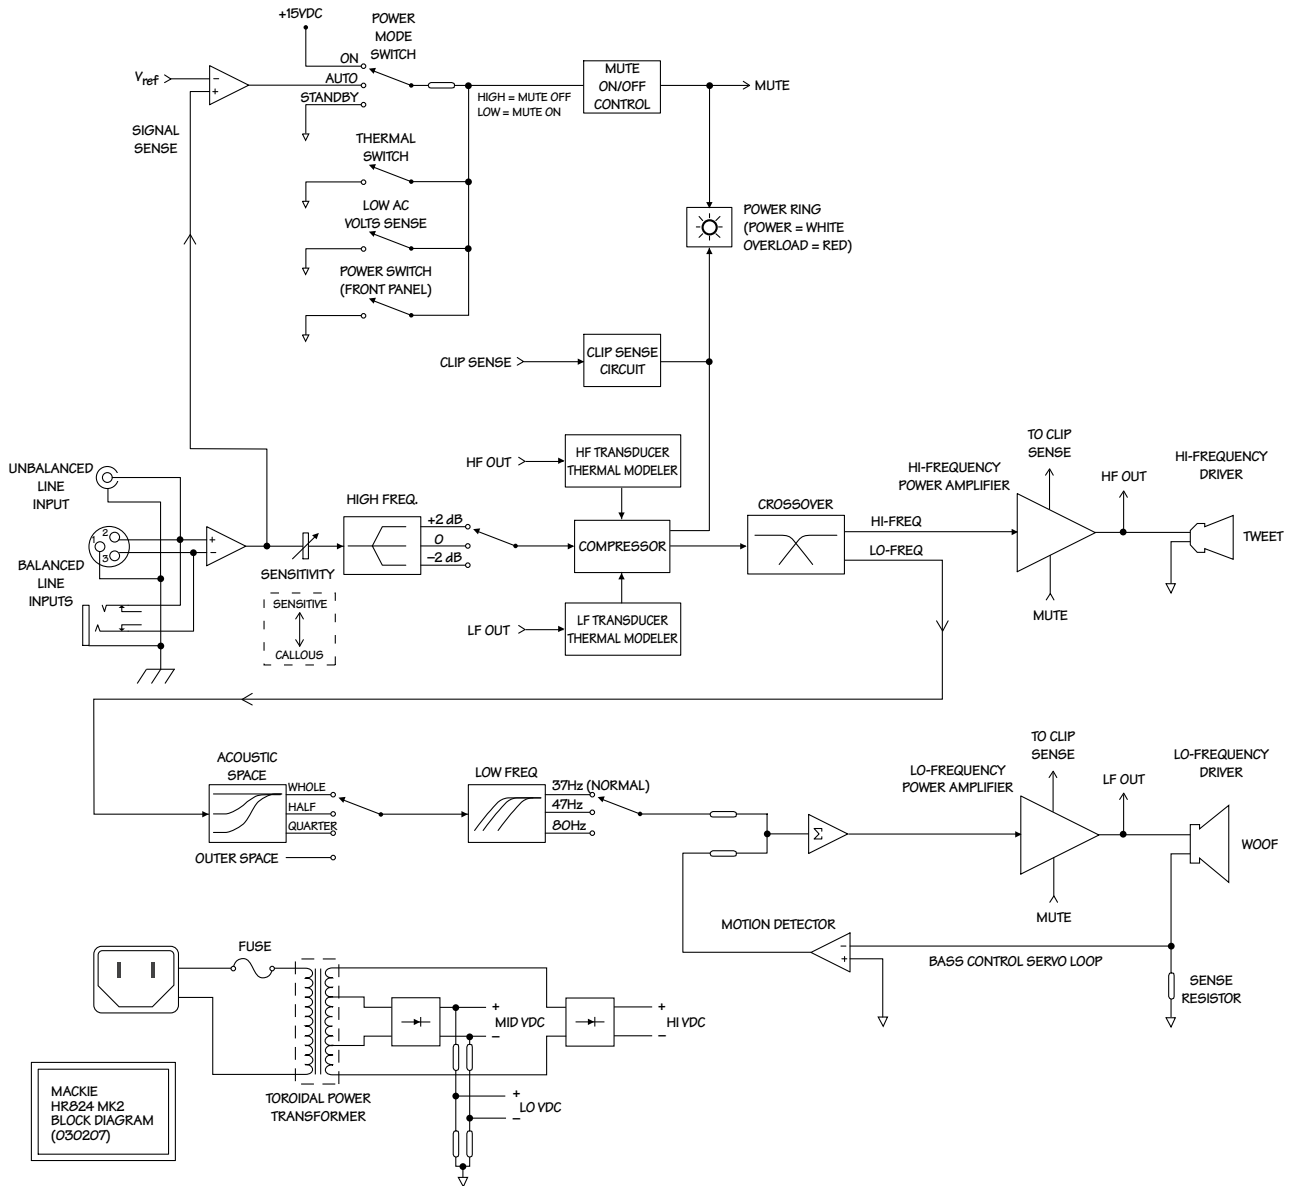 +15VDC
POWER
MODE
SWITCH
Vref
ON
AUTO
STANDBY
−
+
SIGNAL
SENSE
HIGH = MUTE OFF
LOW = MUTE ON
MUTE
ON/OFF
CONTROL
MUTE
THERMAL
SWITCH
LOW AC
VOLTS SENSE
POWER SWITCH
(FRONT PANEL)
POWER RING
(POWER = WHITE
OVERLOAD = RED)
CLIP SENSE
CLIP SENSE
CIRCUIT
UNBALANCED
LINE
INPUT
1
2
3
BALANCED
LINE
INPUTS
+
−
SENSITIVITY
SENSITIVE
CALLOUS
HIGH FREQ.
+2 dB
0
−2 dB
HF OUT
HF TRANSDUCER
THERMAL MODELER
COMPRESSOR
LF OUT
LF TRANSDUCER
THERMAL MODELER
CROSSOVER
HI-FREQ
LO-FREQ
HI-FREQUENCY
POWER AMPLIFIER
TO CLIP
SENSE
HF OUT
MUTE
HI-FREQUENCY
DRIVER
TWEET
ACOUSTIC
SPACE
WHOLE
HALF
QUARTER
OUTER SPACE
LOW FREQ
37Hz (NORMAL)
47Hz
80Hz
Σ
LO-FREQUENCY
POWER AMPLIFIER
TO CLIP
SENSE
LF OUT
MUTE
LO-FREQUENCY
DRIVER
WOOF
MOTION DETECTOR
−
+
BASS CONTROL SERVO LOOP
SENSE
RESISTOR
FUSE
TOROIDAL POWER
TRANSFORMER
+
MID VDC
−
+
HI VDC
−
+
LO VDC
−
MACKIE
HR824 MK2
BLOCK DIAGRAM
(030207)